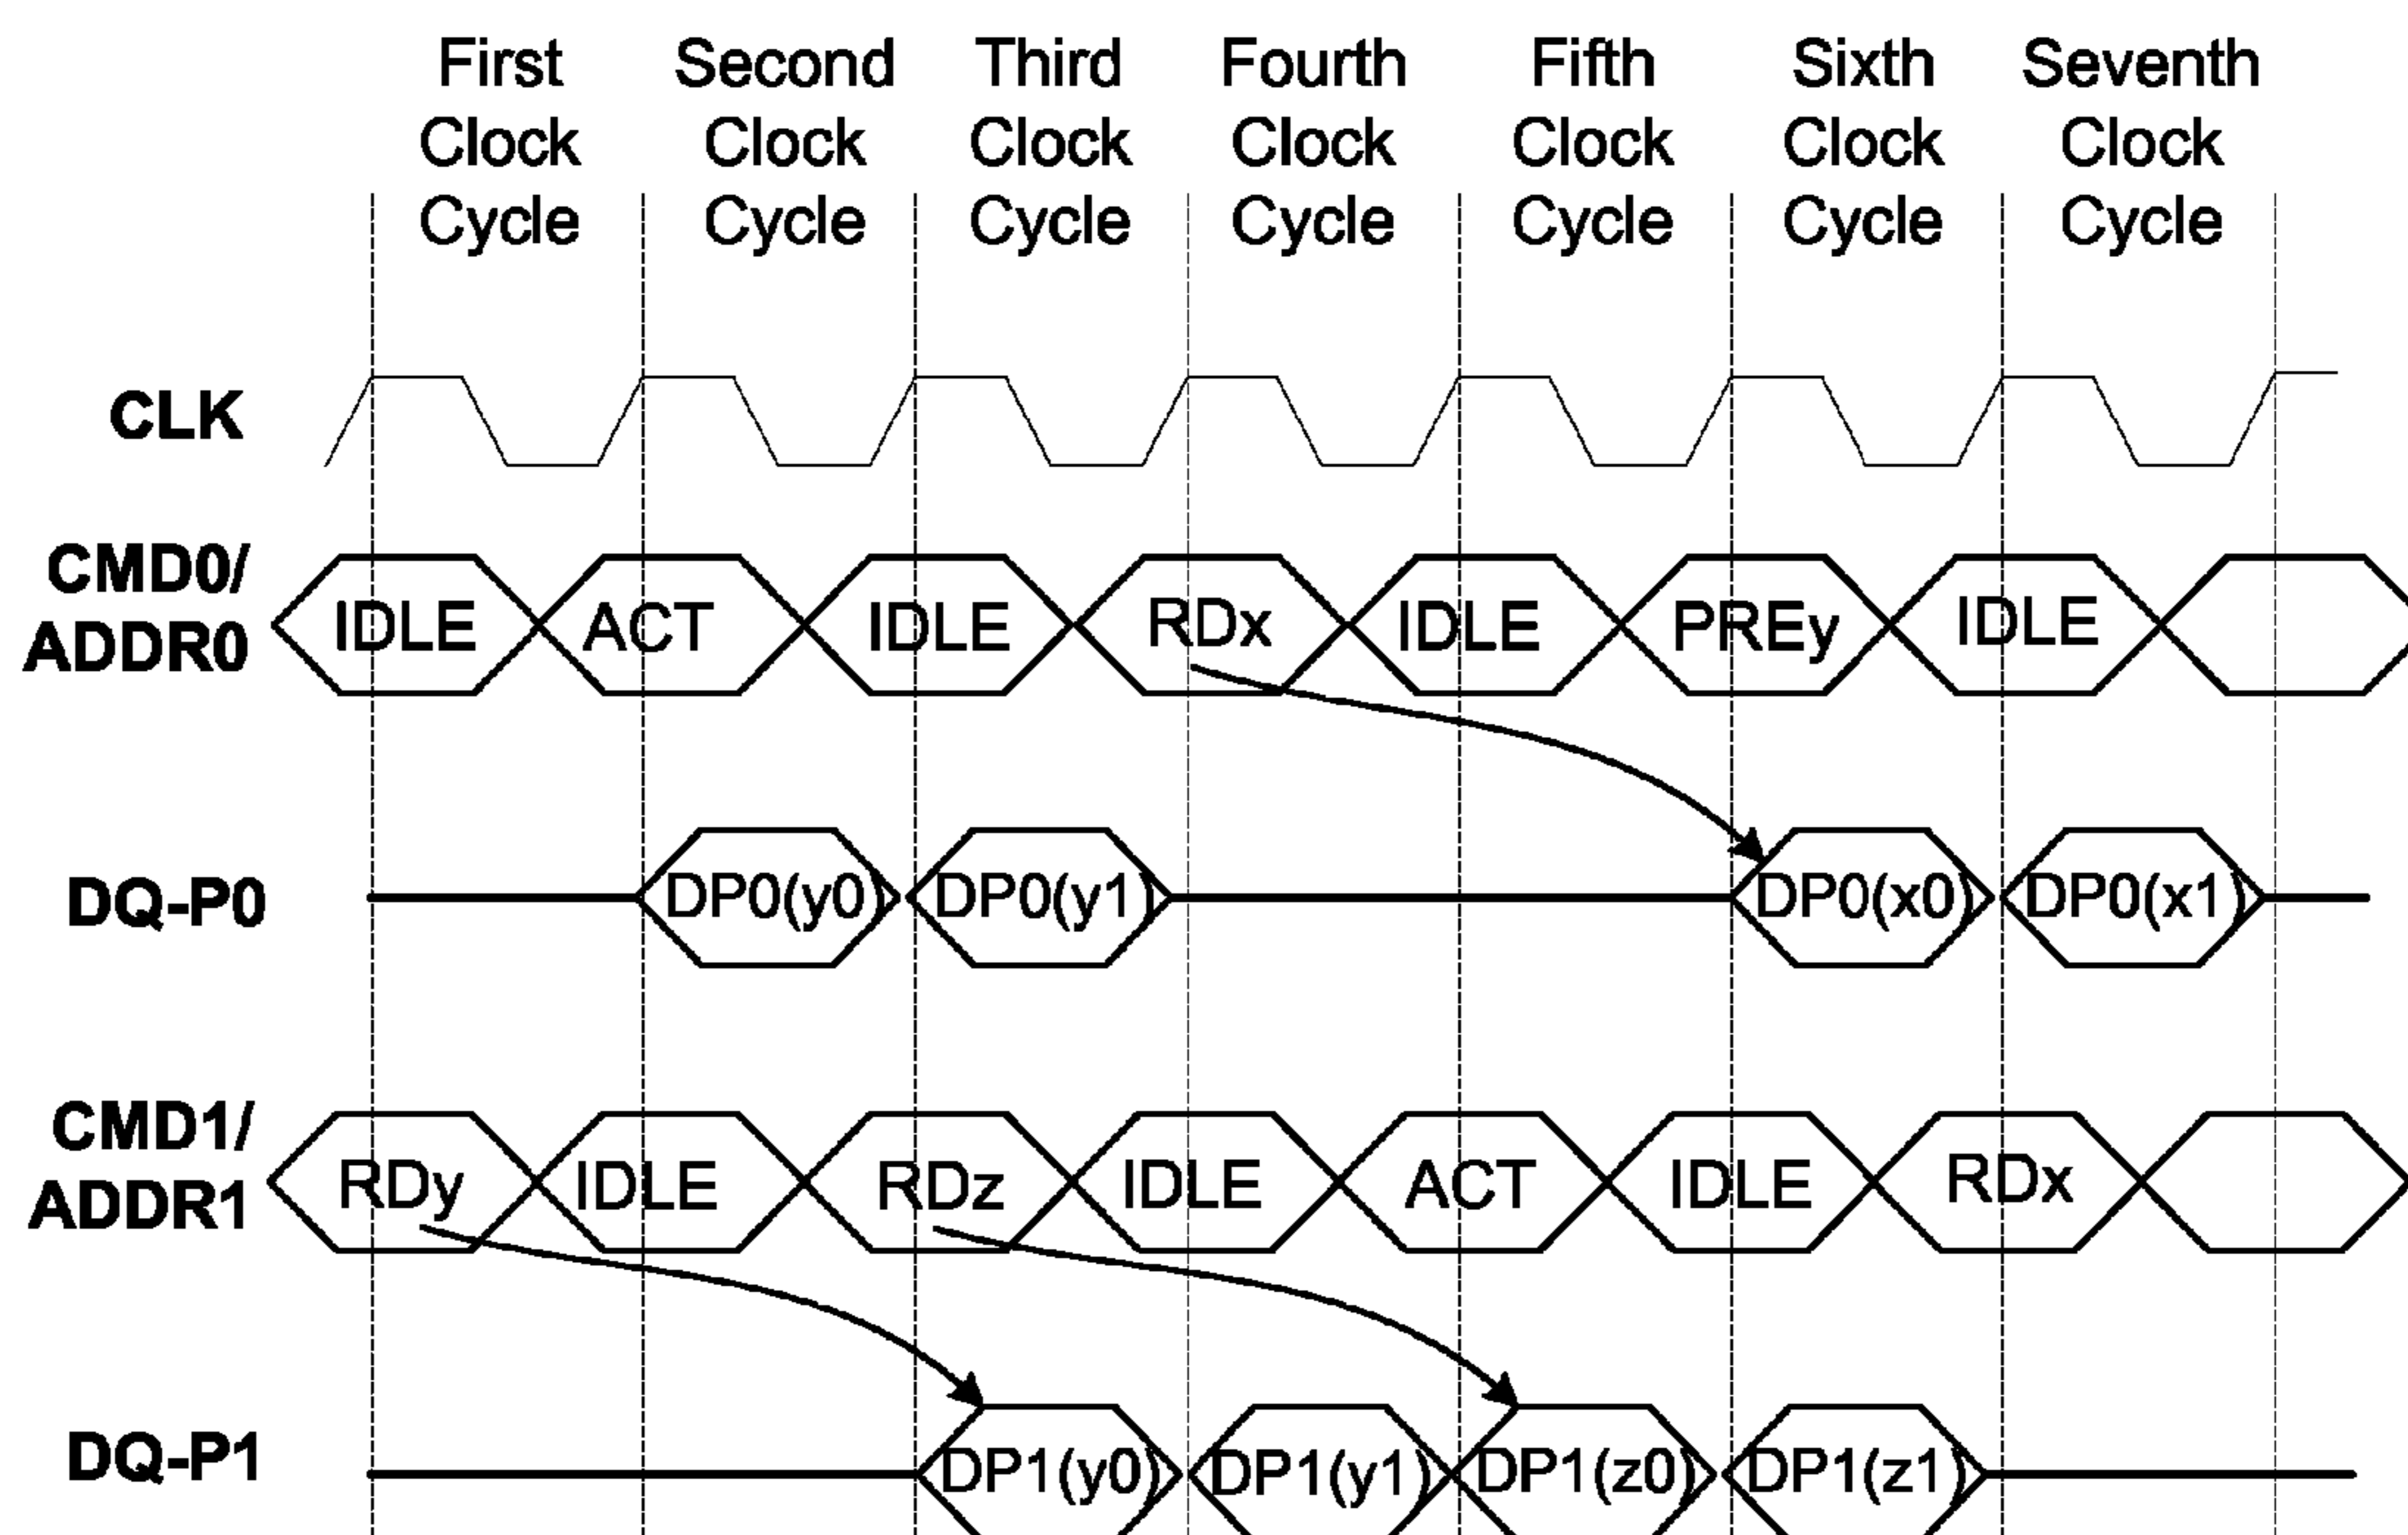 First Second Third Fourth Fifth Sixth Seventh
Clock Clock Clock Clock Clock Clock Clock
Cycle Cycle Cycle Cycle Cycle Cycle Cycle
CLK
CMD0/
ADDR0
IDLE ACT IDLE RDx IDLE PREy IDLE
DQ-P0 DP0(y0) DP0(y1) DP0(x0) DP0(x1)
CMD1/
ADDR1
RDy IDLE RDz IDLE ACT IDLE RDx
DQ-P1 DP1(y0) DP1(y1) DP1(z0) DP1(z1)